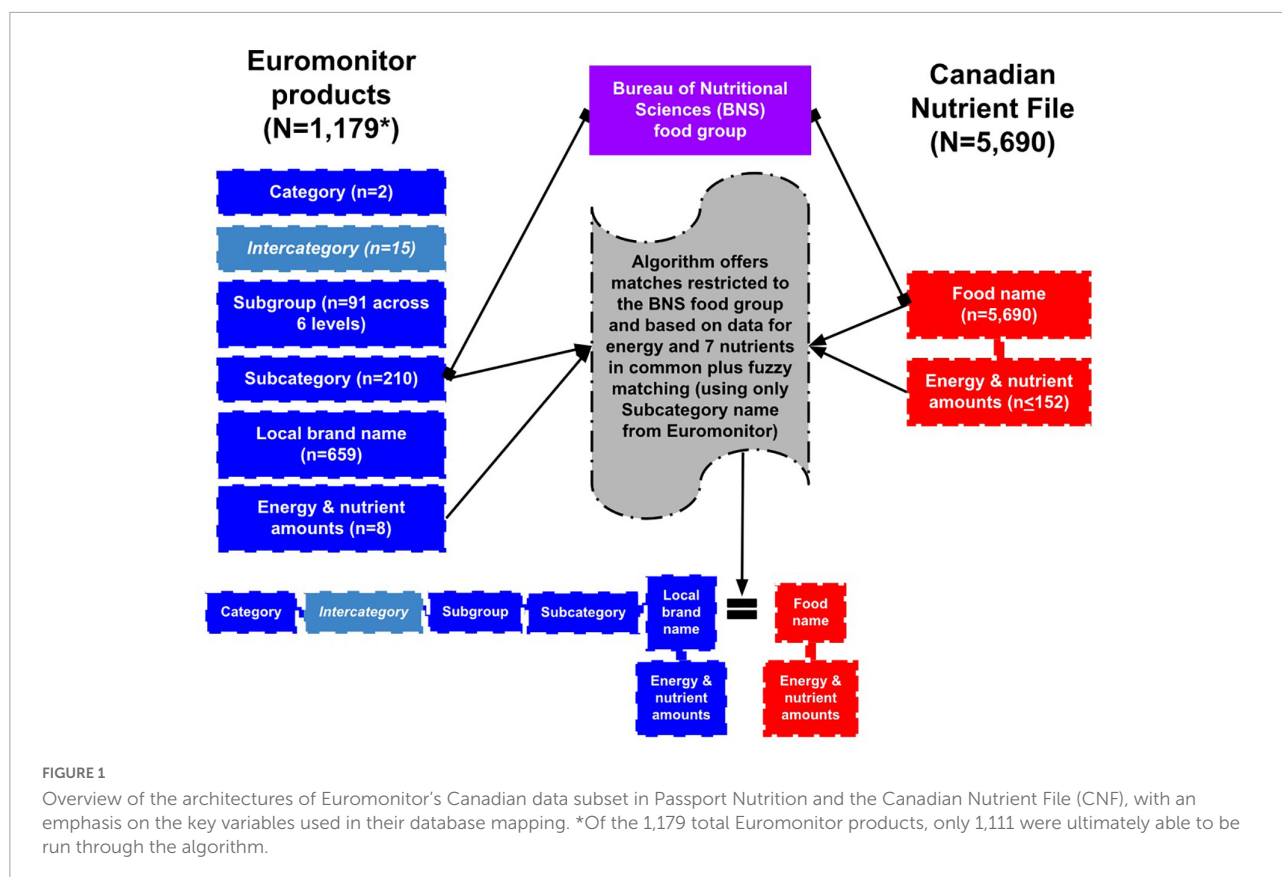 Euromonitor
products
(N=1,179*)
Category (n=2)
Intercategory (n=15)
Subgroup (n=91 across
6 levels)
Subcategory (n=210)
Local brand name
(n=659)
Energy & nutrient
amounts (n=8)
Bureau of Nutritional
Sciences (BNS)
food group
Algorithm offers
matches restricted to
the BNS food group
and based on data for
energy and 7 nutrients
in common plus fuzzy
matching (using only
Subcategory name
from Euromonitor)
Canadian
Nutrient File
(N=5,690)
Food name
(n=5,690)
Energy & nutrient
amounts (n≤152)
Category
Intercategory
Subgroup
Subcategory
Local
brand
name
Energy &
nutrient
amounts
=
Food
name
Energy &
nutrient
amounts
FIGURE 1
Overview of the architectures of Euromonitor's Canadian data subset in Passport Nutrition and the Canadian Nutrient File (CNF), with an
emphasis on the key variables used in their database mapping. *Of the 1,179 total Euromonitor products, only 1,111 were ultimately able to be
run through the algorithm.